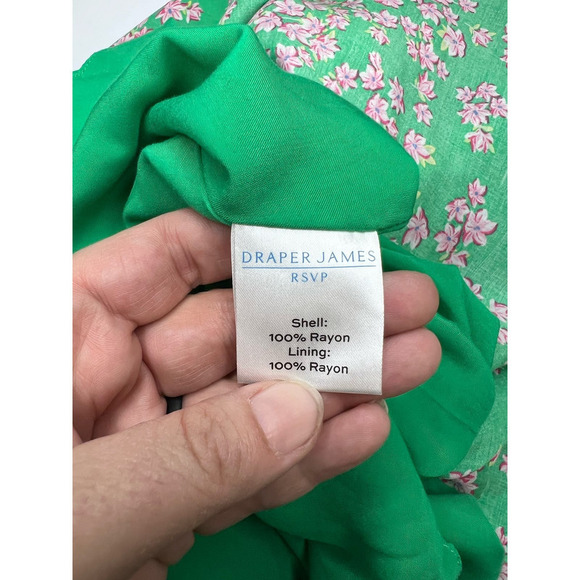 DRAPER JAMES
RSVP
Shell:
100% Rayon
Lining:
100% Rayon